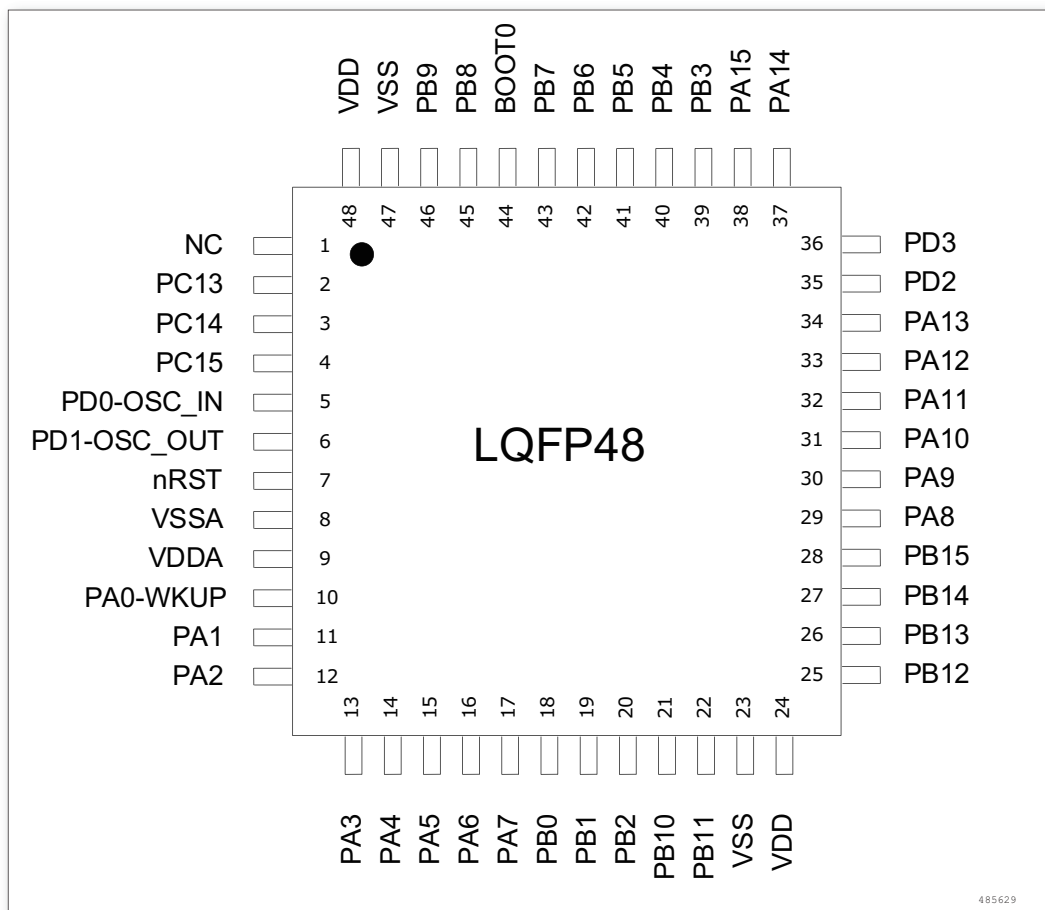 VDD
VSS
PB9
PB8
BOOT0
PB7
PB6
PB5
PB4
PB3
PA15
PA14
48
47
46
45
44
43
42
41
40
39
38
37
NC 1
PC13 2
PC14 3
PC15 4
PD0-OSC_IN 5
PD1-OSC_OUT 6
nRST 7
VSSA 8
VDDA 9
PA0-WKUP 10
PA1 11
PA2 12
LQFP48
36 PD3
35 PD2
34 PA13
33 PA12
32 PA11
31 PA10
30 PA9
29 PA8
28 PB15
27 PB14
26 PB13
25 PB12
13
14
15
16
17
18
19
20
21
22
23
24
PA3
PA4
PA5
PA6
PA7
PB0
PB1
PB2
PB10
PB11
VSS
VDD
485629